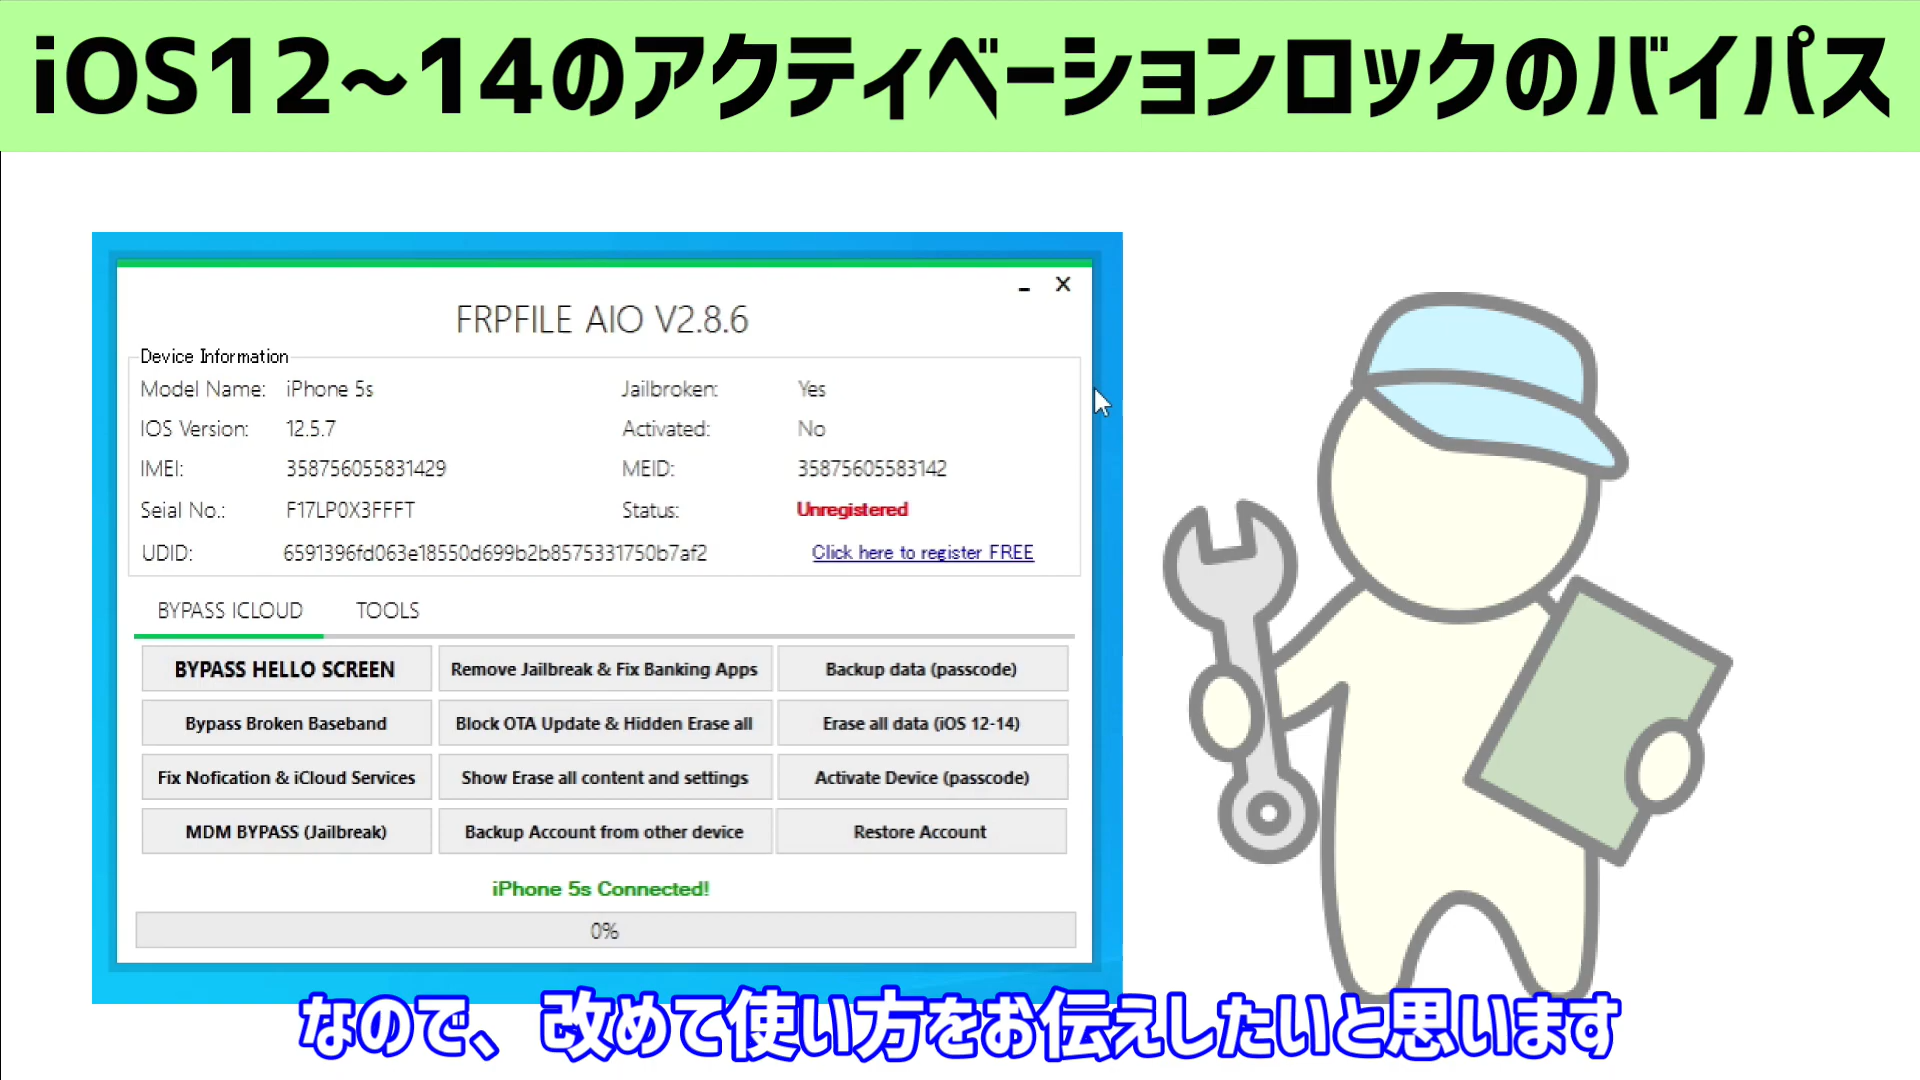 iOS12~14のアクティベーションロックのバイパス
FRPFILE AIO V2.8.6
Device Information
Model Name: iPhone 5s Jailbroken: Yes
IOS Version: 12.5.7 Activated: No
IMEI: 358756055831429 MEID: 35875605583142
Seial No.: F17LP0X3FFFT Status: Unregistered
UDID: 6591396fd063e18550d699b2b8575331750b7af2 Click here to register FREE
BYPASS ICLOUD TOOLS
BYPASS HELLO SCREEN Remove Jailbreak & Fix Banking Apps Backup data (passcode)
Bypass Broken Baseband Block OTA Update & Hidden Erase all Erase all data (iOS 12-14)
Fix Nofication & iCloud Services Show Erase all content and settings Activate Device (passcode)
MDM BYPASS (Jailbreak) Backup Account from other device Restore Account
iPhone 5s Connected!
0%
なので、改めて使い方をお伝えしたいと思います